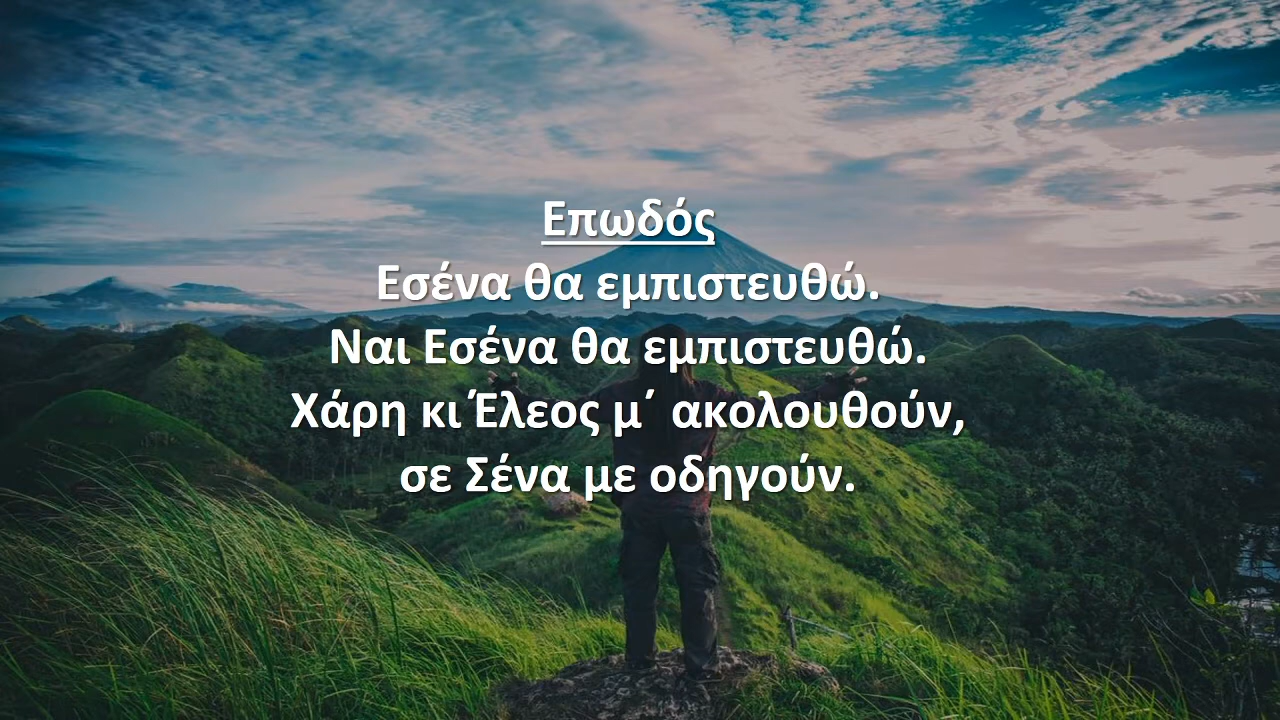 Επωδός
Εσένα θα εμπιστευθώ.
Ναι Εσένα θα εμπιστευθώ.
Χάρη κι Έλεος μ΄ ακολουθούν,
σε Σένα με οδηγούν.